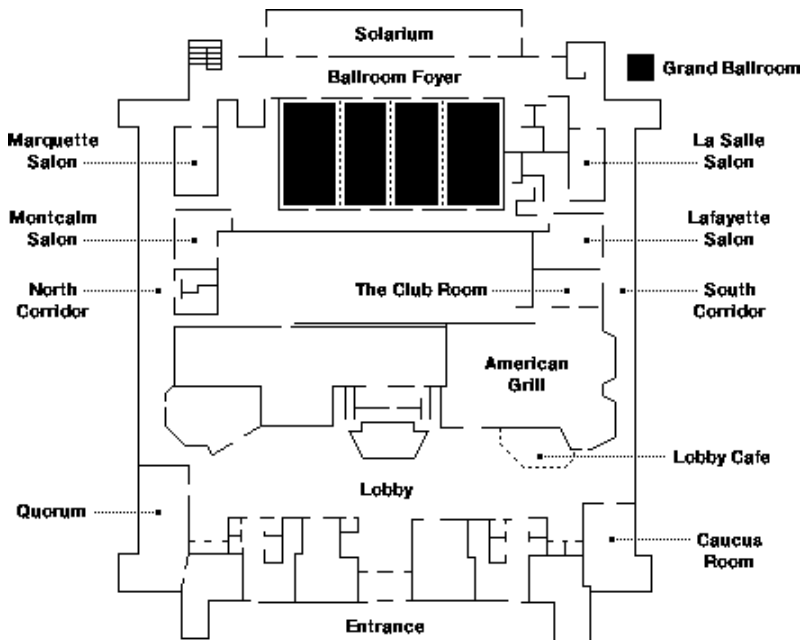 Solarium
Ballroom Foyer
Grand Ballroom
Marquette
Salon
La Salle
Salon
Montcalm
Salon
Lafayette
Salon
North
Corridor
The Club Room
South
Corridor
American
Grill
Lobby Cafe
Lobby
Quorum
Caucus
Room
Entrance